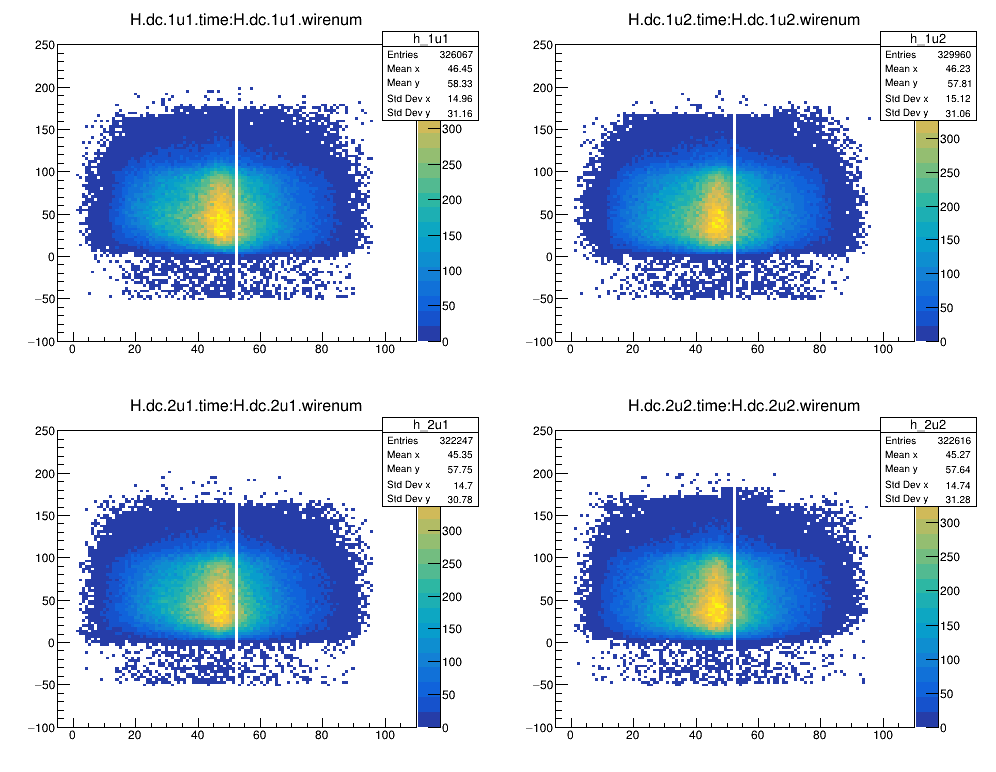 H.dc.1u1.time:H.dc.1u1.wirenum
h_1u1
Entries 326067
Mean x 46.45
Mean y 58.33
Std Dev x 14.96
Std Dev y 31.16
250
200
150
100
50
0
−50
−100
0 20 40 60 80 100
300
250
200
150
100
50
0
H.dc.1u2.time:H.dc.1u2.wirenum
h_1u2
Entries 329960
Mean x 46.23
Mean y 57.81
Std Dev x 15.12
Std Dev y 31.06
250
200
150
100
50
0
−50
−100
0 20 40 60 80 100
300
250
200
150
100
50
0
H.dc.2u1.time:H.dc.2u1.wirenum
h_2u1
Entries 322247
Mean x 45.35
Mean y 57.75
Std Dev x 14.7
Std Dev y 30.78
250
200
150
100
50
0
−50
−100
0 20 40 60 80 100
300
250
200
150
100
50
0
H.dc.2u2.time:H.dc.2u2.wirenum
h_2u2
Entries 322616
Mean x 45.27
Mean y 57.64
Std Dev x 14.74
Std Dev y 31.28
250
200
150
100
50
0
−50
−100
0 20 40 60 80 100
300
250
200
150
100
50
0